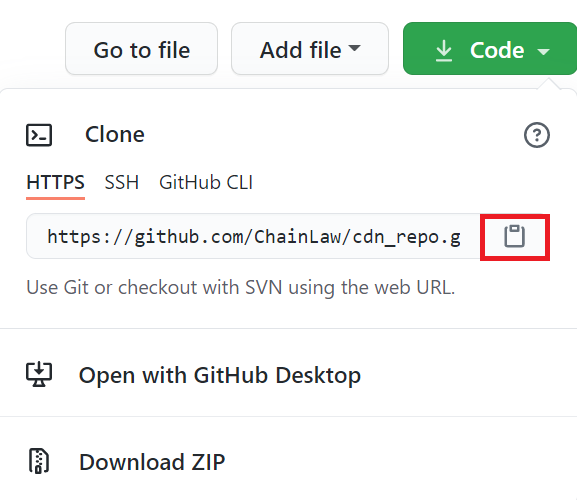 Go to file Add file Code
Clone
HTTPS SSH GitHub CLI
https://github.com/ChainLaw/cdn_repo.g
Use Git or checkout with SVN using the web URL.
Open with GitHub Desktop
Download ZIP